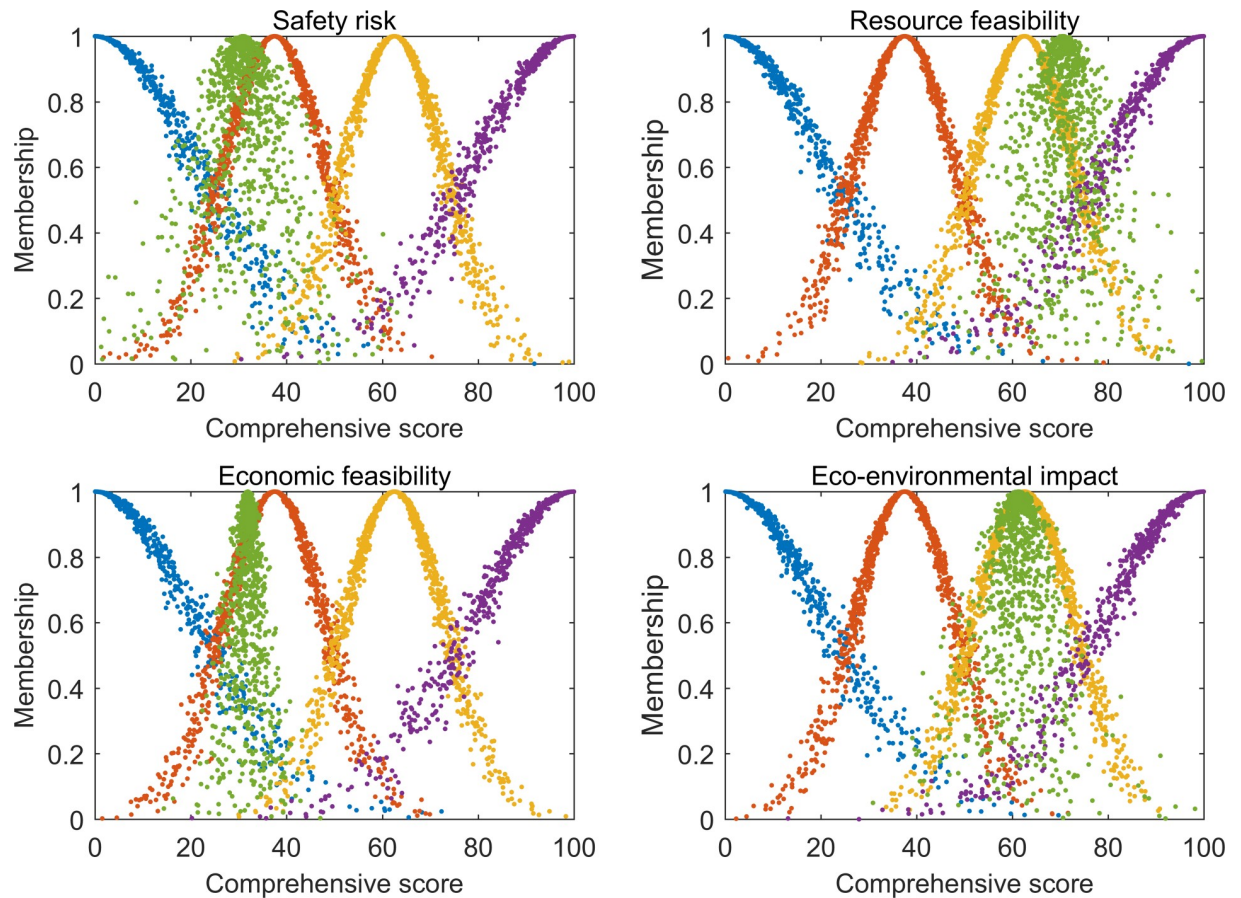 Safety risk
Membership
1
0.8
0.6
0.4
0.2
0
0 20 40 60 80 100
Comprehensive score
Resource feasibility
Membership
1
0.8
0.6
0.4
0.2
0
0 20 40 60 80 100
Comprehensive score
Economic feasibility
Membership
1
0.8
0.6
0.4
0.2
0
0 20 40 60 80 100
Comprehensive score
Eco-environmental impact
Membership
1
0.8
0.6
0.4
0.2
0
0 20 40 60 80 100
Comprehensive score